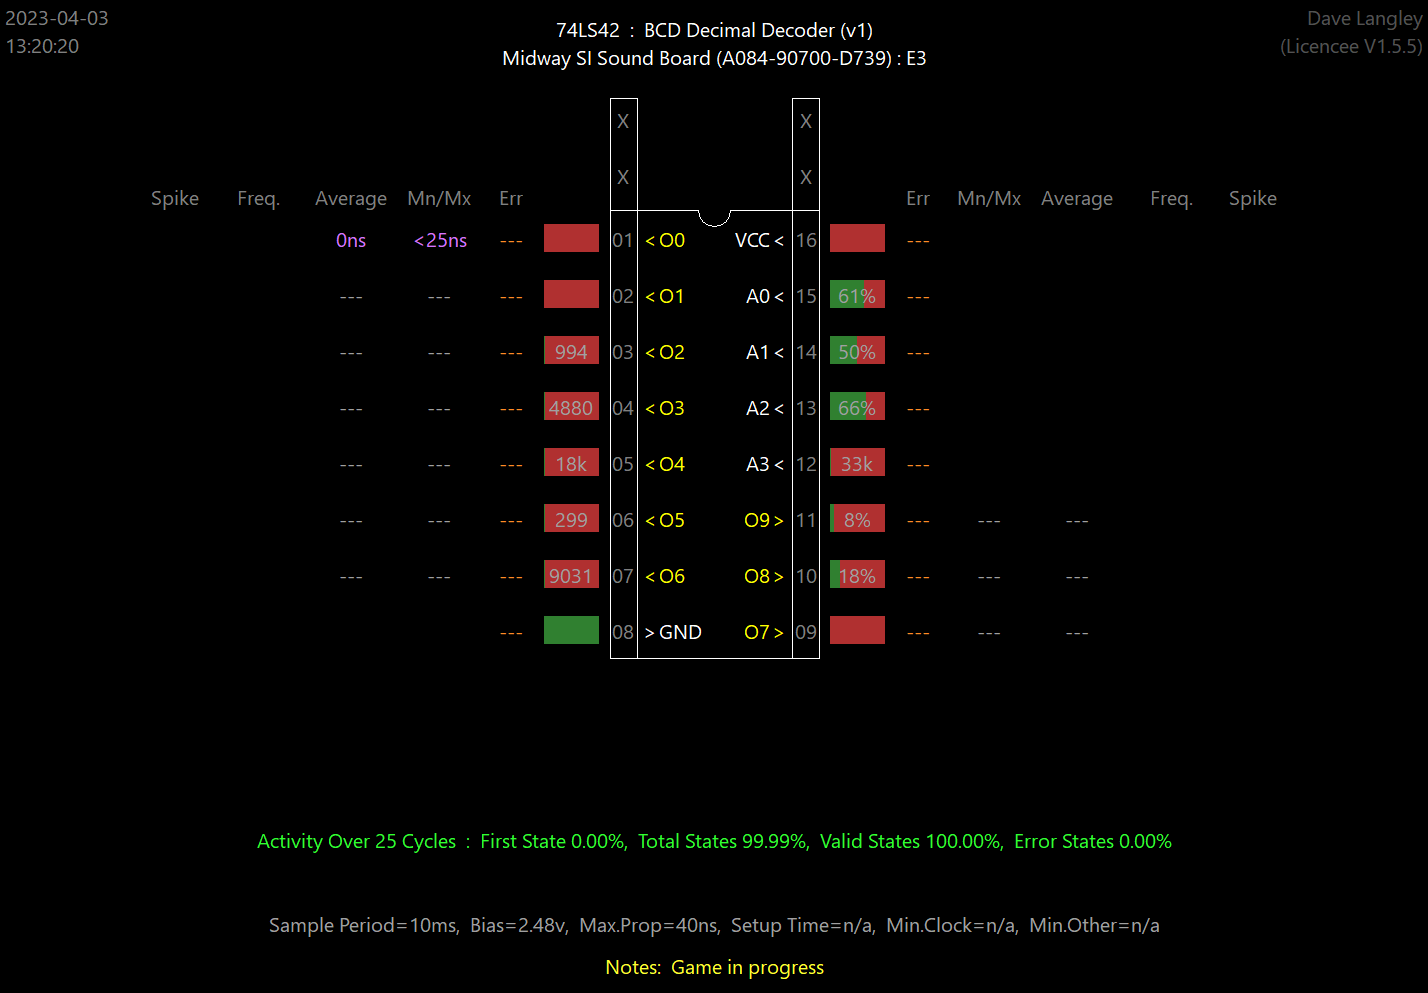 2023-04-03
13:20:20
74LS42 : BCD Decimal Decoder (v1)
Midway SI Sound Board (A084-90700-D739) : E3
Dave Langley
(Licencee V1.5.5)
X X
X X
Spike Freq. Average Mn/Mx Err Err Mn/Mx Average Freq. Spike
0ns <25ns --- 01 <O0 VCC< 16 ---
--- --- --- 02 <O1 A0< 15 61% ---
--- --- --- 994 03 <O2 A1< 14 50% ---
--- --- --- 4880 04 <O3 A2< 13 66% ---
--- --- --- 18k 05 <O4 A3< 12 33k ---
--- --- --- 299 06 <O5 O9> 11 8% --- --- ---
--- --- --- 9031 07 <O6 O8> 10 18% --- --- ---
--- 08 >GND O7> 09 --- --- ---
Activity Over 25 Cycles : First State 0.00%, Total States 99.99%, Valid States 100.00%, Error States 0.00%
Sample Period=10ms, Bias=2.48v, Max.Prop=40ns, Setup Time=n/a, Min.Clock=n/a, Min.Other=n/a
Notes: Game in progress